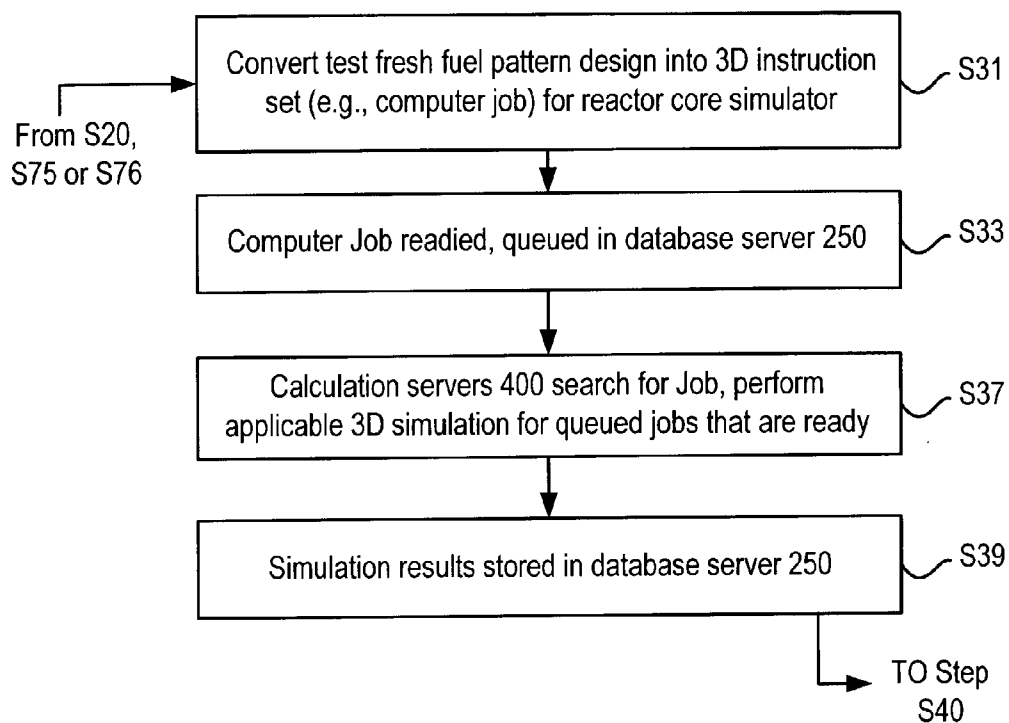 Convert test fresh fuel pattern design into 3D instruction
set (e.g., computer job) for reactor core simulator
S31
From S20,
S75 or S76
Computer Job readied, queued in database server 250
S33
Calculation servers 400 search for Job, perform
applicable 3D simulation for queued jobs that are ready
S37
Simulation results stored in database server 250
S39
TO Step
S40